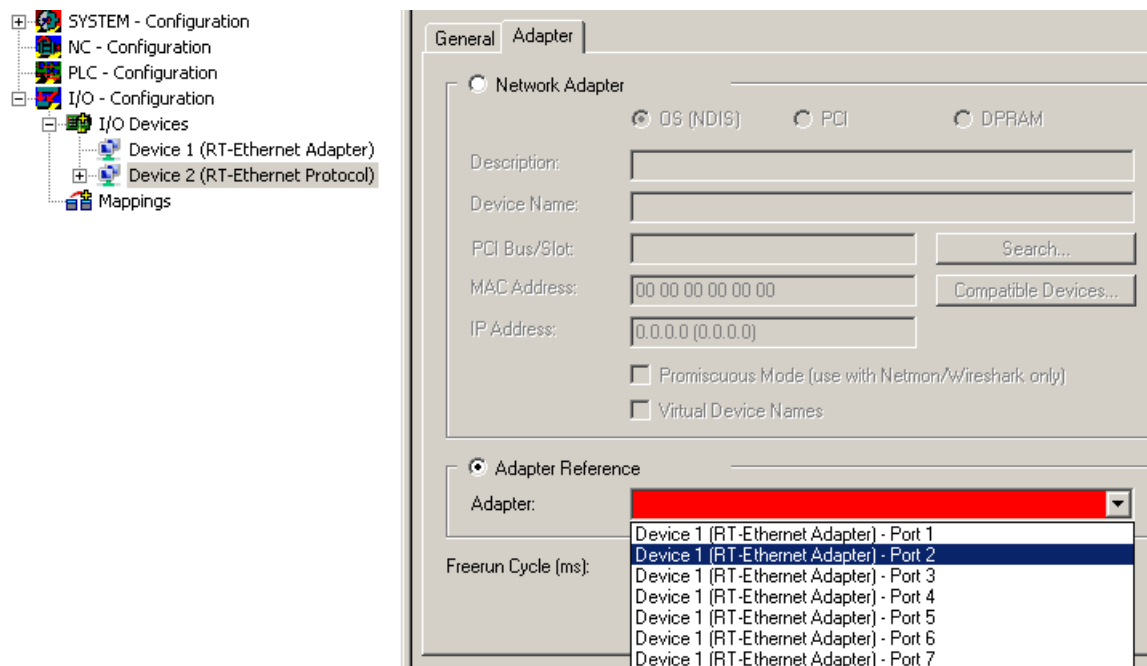 SYSTEM - Configuration
NC - Configuration
PLC - Configuration
I/O - Configuration
I/O Devices
Device 1 (RT-Ethernet Adapter)
Device 2 (RT-Ethernet Protocol)
Mappings
General Adapter
Network Adapter
OS (NDIS) PCI DPRAM
Description:
Device Name:
PCI Bus/Slot: Search...
MAC Address: 00 00 00 00 00 00 Compatible Devices...
IP Address: 0.0.0.0 (0.0.0.0)
Promiscuous Mode (use with Netmon/Wireshark only)
Virtual Device Names
Adapter Reference
Adapter:
Device 1 (RT-Ethernet Adapter) - Port 1
Device 1 (RT-Ethernet Adapter) - Port 2
Freerun Cycle (ms):
Device 1 (RT-Ethernet Adapter) - Port 3
Device 1 (RT-Ethernet Adapter) - Port 4
Device 1 (RT-Ethernet Adapter) - Port 5
Device 1 (RT-Ethernet Adapter) - Port 6
Device 1 (RT-Ethernet Adapter) - Port 7